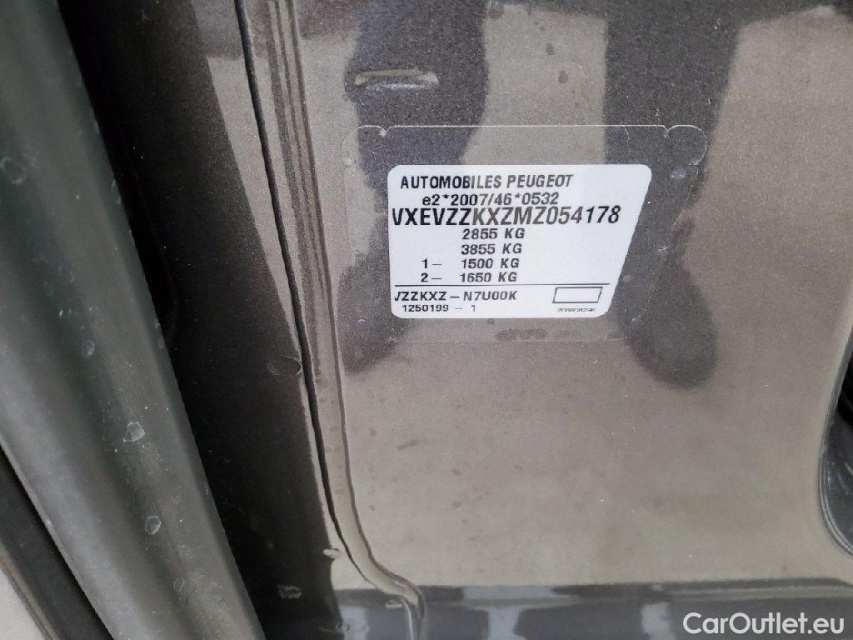 AUTOMOBILES PEUGEOT
e2*2007/46*0532
VXEVZZKXZMZ054178
2855 KG
3855 KG
1- 1500 KG
2- 1650 KG
VZZKXZ - N7U00K
1250199 - 1
CarOutlet.eu